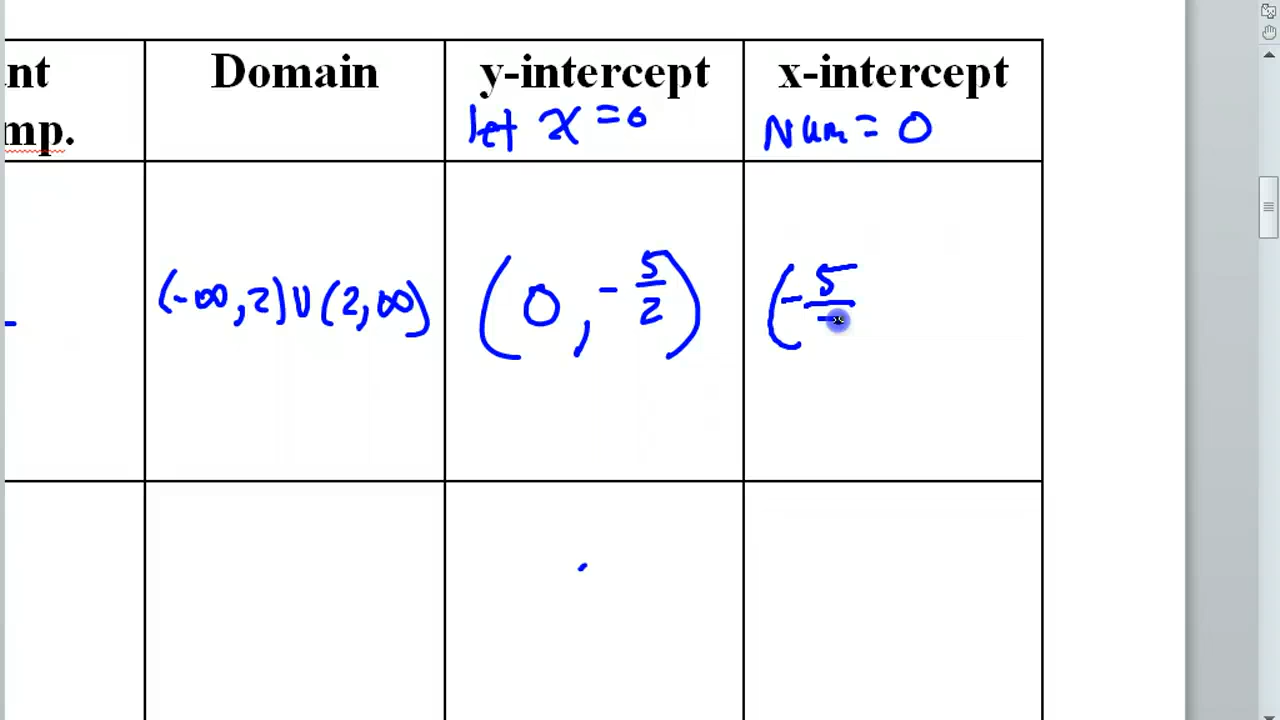 nt Domain y-intercept x-intercept
mp. let x = 0 Num = 0
(-∞, 2) ∪ (2, ∞) (0, -5/2) (-5/